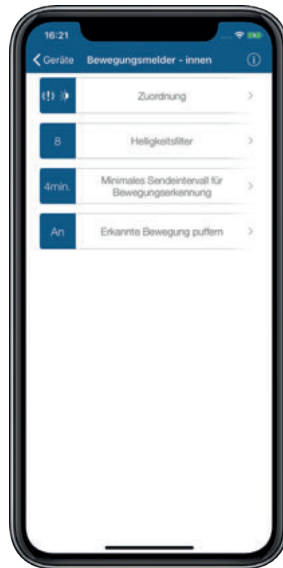 16:21
Geräte Bewegungsmelder - innen
Zuordnung
8 Helligkeitsfilter
4min. Minimales Sendeintervall für
Bewegungserkennung
An Erkannte Bewegung puffern